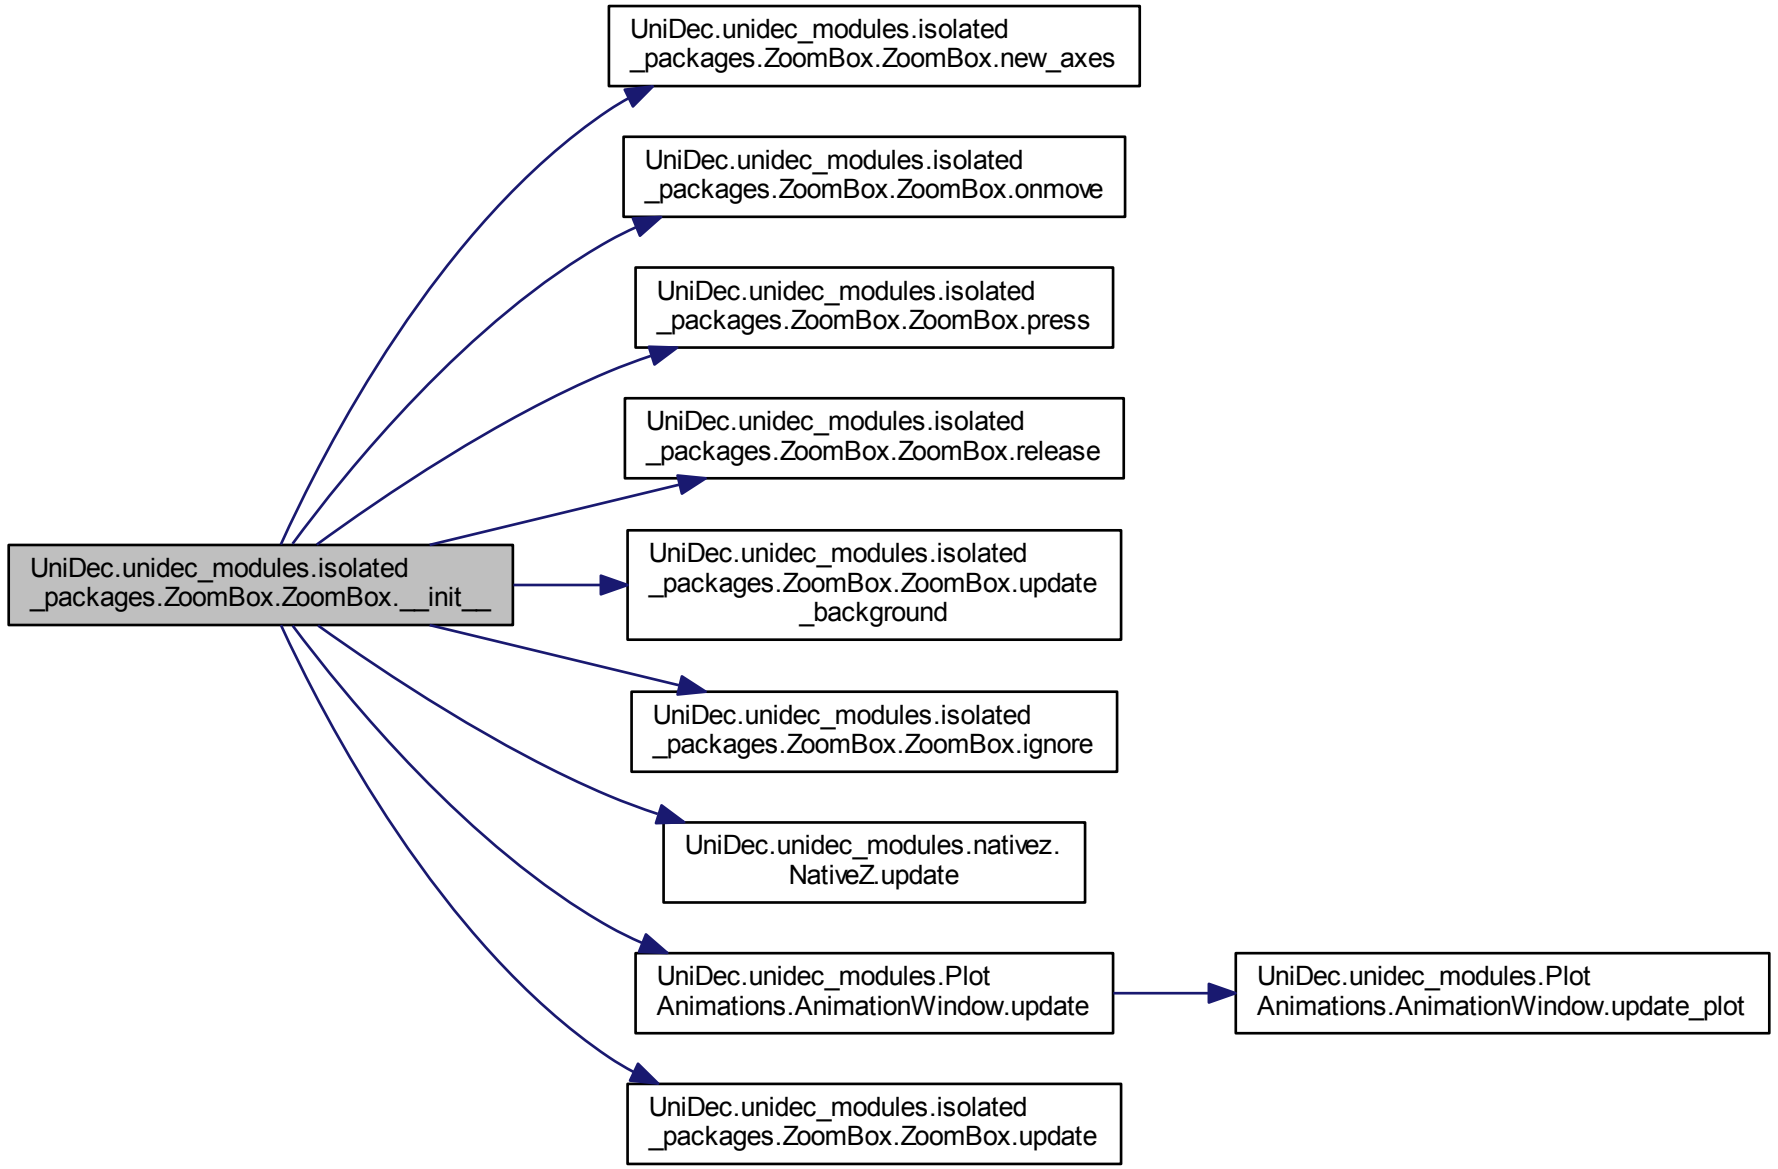 UniDec.unidec_modules.isolated
_packages.ZoomBox.ZoomBox.new_axes
UniDec.unidec_modules.isolated
_packages.ZoomBox.ZoomBox.onmove
UniDec.unidec_modules.isolated
_packages.ZoomBox.ZoomBox.press
UniDec.unidec_modules.isolated
_packages.ZoomBox.ZoomBox.release
UniDec.unidec_modules.isolated
_packages.ZoomBox.ZoomBox.__init__
UniDec.unidec_modules.isolated
_packages.ZoomBox.ZoomBox.update
_background
UniDec.unidec_modules.isolated
_packages.ZoomBox.ZoomBox.ignore
UniDec.unidec_modules.nativez.
NativeZ.update
UniDec.unidec_modules.Plot
Animations.AnimationWindow.update
UniDec.unidec_modules.Plot
Animations.AnimationWindow.update_plot
UniDec.unidec_modules.isolated
_packages.ZoomBox.ZoomBox.update